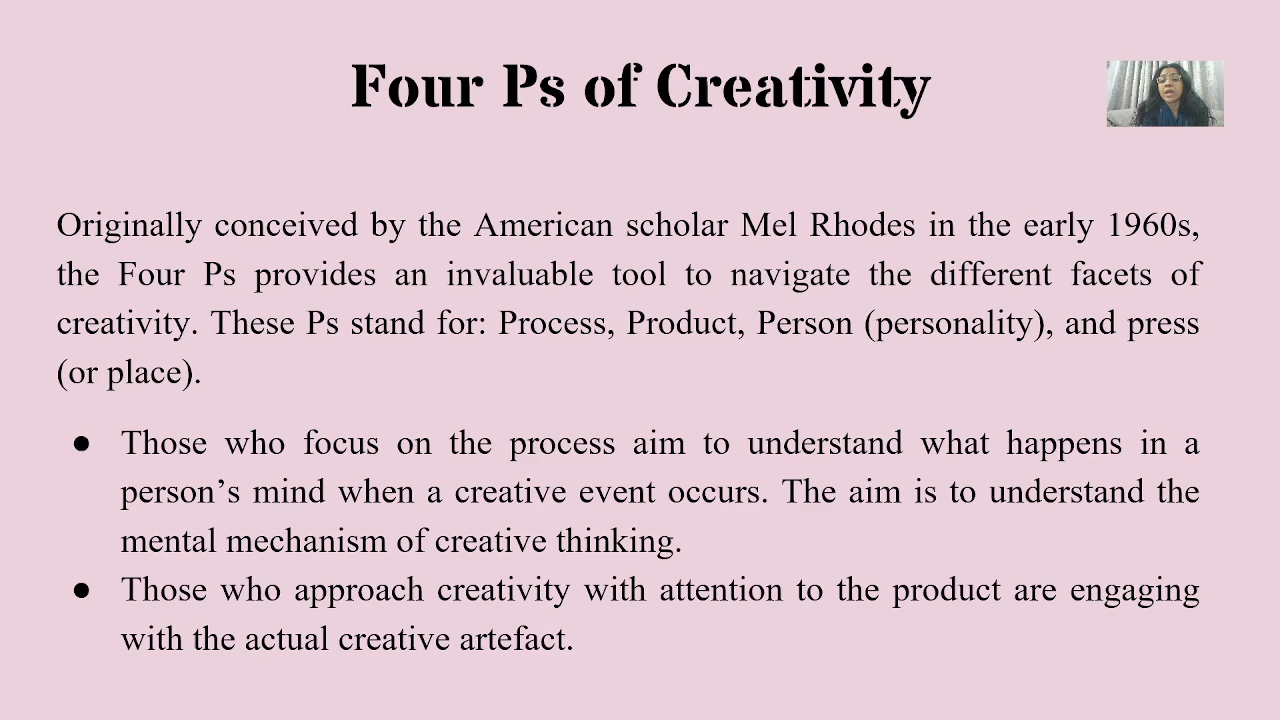 Four Ps of Creativity
Originally conceived by the American scholar Mel Rhodes in the early 1960s,
the Four Ps provides an invaluable tool to navigate the different facets of
creativity. These Ps stand for: Process, Product, Person (personality), and press
(or place).
● Those who focus on the process aim to understand what happens in a
person’s mind when a creative event occurs. The aim is to understand the
mental mechanism of creative thinking.
● Those who approach creativity with attention to the product are engaging
with the actual creative artefact.